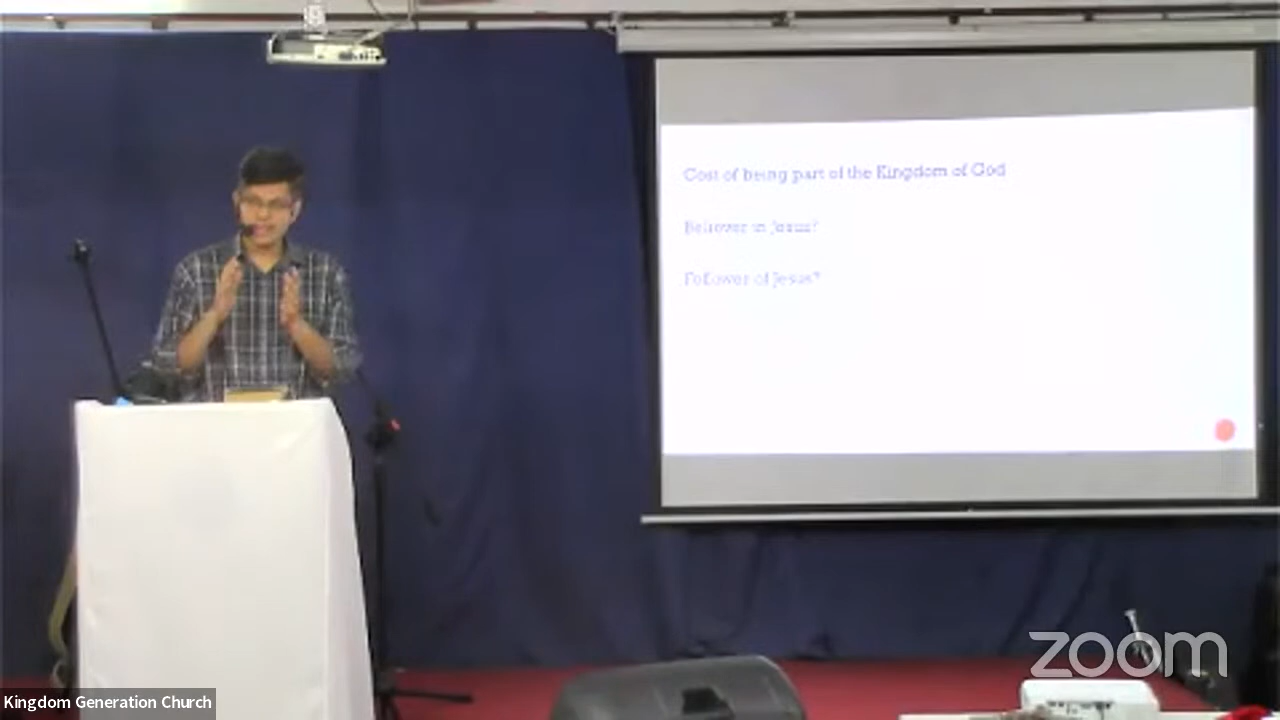 Cost of being part of the Kingdom of God
Believer in Jesus?
Follower of Jesus?
zoom
Kingdom Generation Church